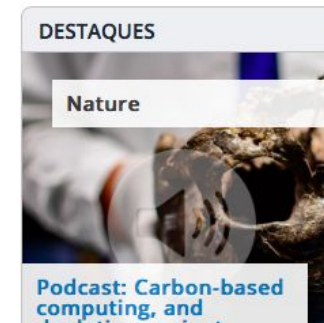 DESTAQUES
Nature
Podcast: Carbon-based
computing, and